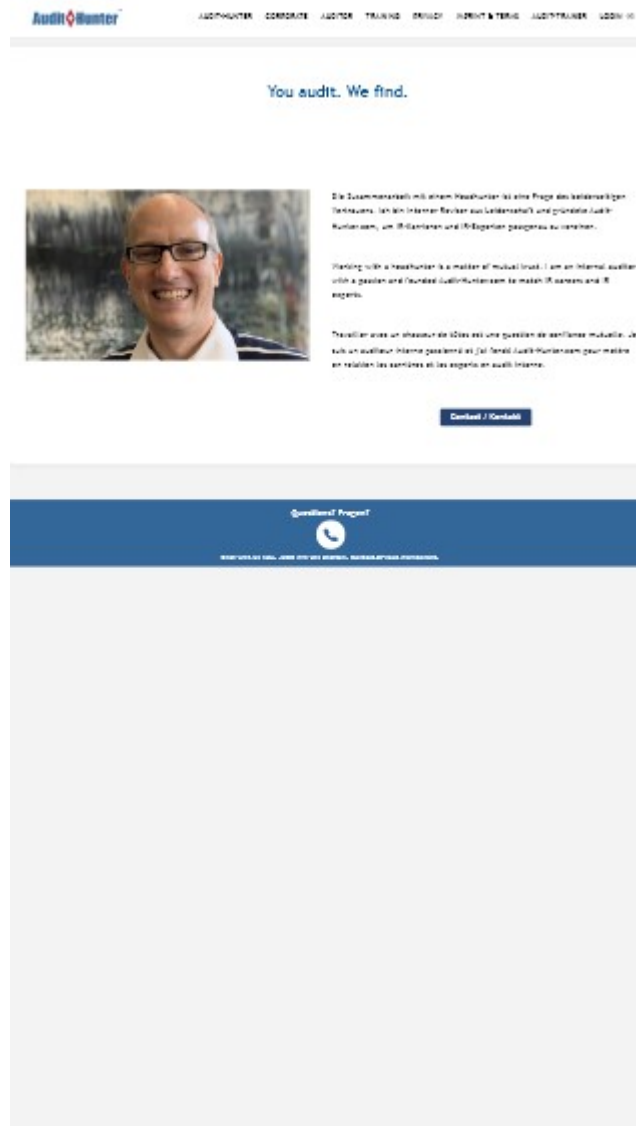 Audit Hunter
AUDIT-HUNTER CORPORATE AUDITOR TRAINING PRIVACY IMPRINT & TERMS AUDIT-TRAINER LOGIN
You audit. We find.
Die Zusammenarbeit mit einem Headhunter ist eine Frage des beiderseitigen
Vertrauens. Ich bin Interner Revisor aus Leidenschaft und gründete Audit-
Hunter.com, um IR-Karrieren und IR-Experten passgenau zu vereinen.
Working with a headhunter is a matter of mutual trust. I am an internal auditor
with a passion and founded Audit-Hunter.com to match IR careers and IR
experts.
Travailler avec un chasseur de têtes est une question de confiance mutuelle. Je
suis un auditeur interne passionné et j'ai fondé Audit-Hunter.com pour mettre
en relation les carrières et les experts en audit interne.
Contact / Kontakt
Questions? Fragen?